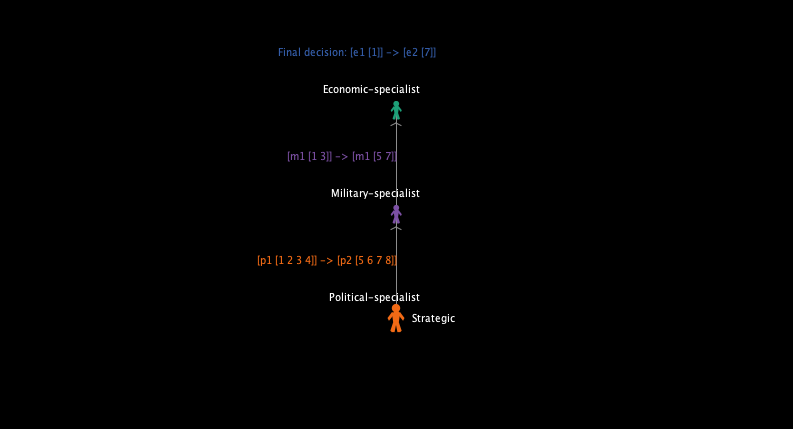 Final decision: [e1 [1]] -> [e2 [7]]
Economic-specialist
[m1 [1 3]] -> [m1 [5 7]]
Military-specialist
[p1 [1 2 3 4]] -> [p2 [5 6 7 8]]
Political-specialist
Strategic